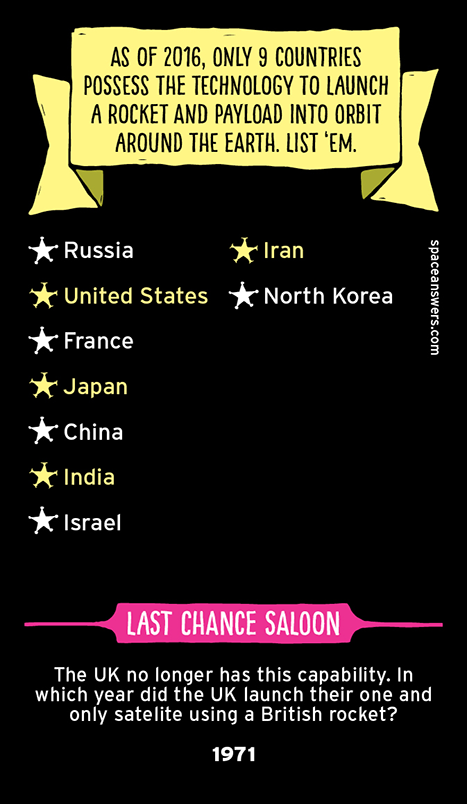 AS OF 2016, ONLY 9 COUNTRIES
POSSESS THE TECHNOLOGY TO LAUNCH
A ROCKET AND PAYLOAD INTO ORBIT
AROUND THE EARTH. LIST ‘EM.
Russia
United States
France
Japan
China
India
Israel
Iran
North Korea
spaceanswers.com
LAST CHANCE SALOON
The UK no longer has this capability. In
which year did the UK launch their one and
only satelite using a British rocket?
1971